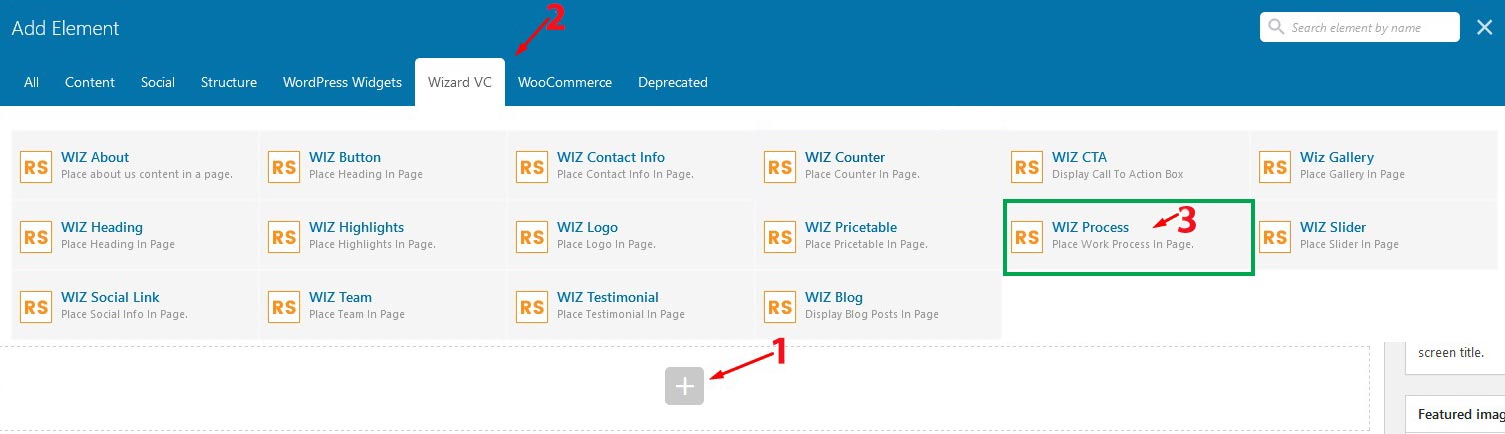 Add Element
2
Search element by name
All Content Social Structure WordPress Widgets Wizard VC WooCommerce Deprecated
RS WIZ About RS WIZ Button RS WIZ Contact Info RS WIZ Counter RS WIZ CTA RS Wiz Gallery
Place about us content in a page. Place Heading In Page Place Contact Info In Page. Place Counter In Page. Display Call To Action Box Place Gallery In Page
RS WIZ Heading RS WIZ Highlights RS WIZ Logo RS WIZ Pricetable RS WIZ Process 3 RS WIZ Slider
Place Heading In Page Place Highlights In Page. Place Logo In Page. Place Pricetable In Page. Place Work Process In Page. Place Slider In Page
RS WIZ Social Link RS WIZ Team RS WIZ Testimonial RS WIZ Blog
Place Social Info In Page. Place Team In Page Place Testimonial In Page Display Blog Posts In Page
1
screen title.
Featured imag